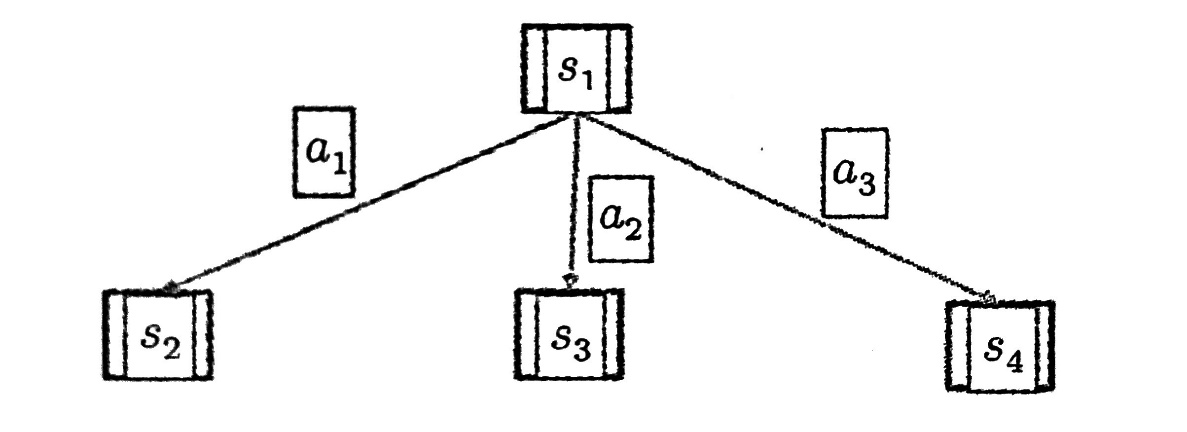 s₁
a₁
a₃
a₂
s₂
s₃
s₄